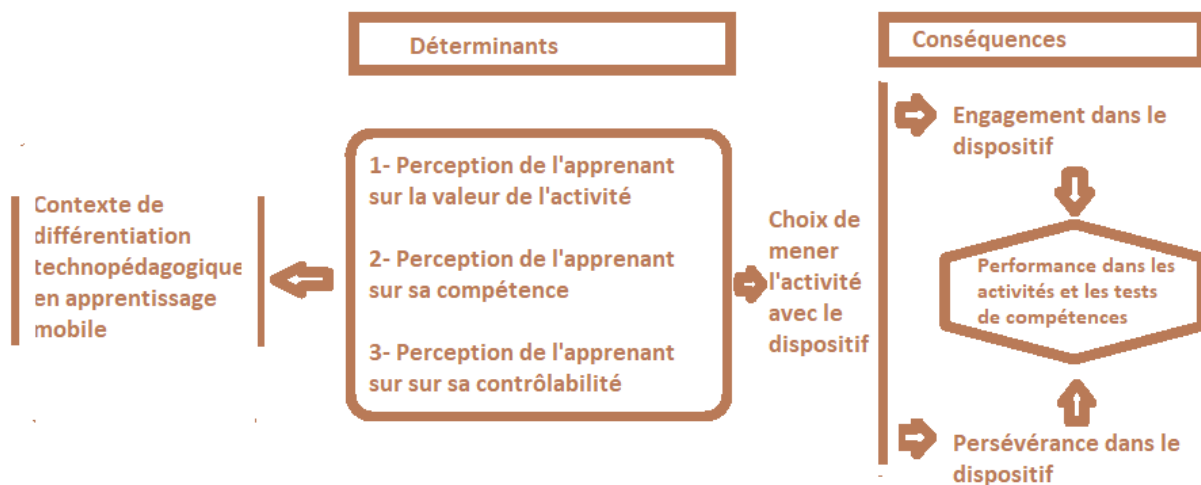 Déterminants
Conséquences
Contexte de
différentiation
technopédagogique
en apprentissage
mobile
1- Perception de l'apprenant
sur la valeur de l'activité
2- Perception de l'apprenant
sur sa compétence
3- Perception de l'apprenant
sur sur sa contrôlabilité
Choix de
mener
l'activité
avec le
dispositif
Engagement dans le
dispositif
Performance dans les
activités et les tests
de compétences
Persévérance dans le
dispositif